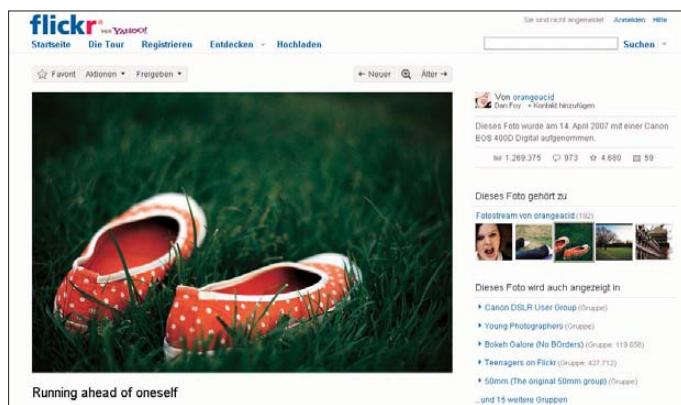 flickr von YAHOO!
Sie sind nicht angemeldet Anmelden Hilfe
Startseite Die Tour Registrieren Entdecken Hochladen Suchen
Favorit Aktionen Freigeben ← Neuer Älter →
Von orangeacid
Dan Foy + Kontakt hinzufügen
Dieses Foto wurde am 14. April 2007 mit einer Canon
EOS 400D Digital aufgenommen.
1.269.375 973 4.680 59
Dieses Foto gehört zu
Fotostream von orangeacid (192)
Dieses Foto wird auch angezeigt in
Canon DSLR User Group (Gruppe)
Young Photographers (Gruppe)
Bokeh Galore (No BOrders) (Gruppe: 119.658)
Teenagers on Flickr (Gruppe: 427.712)
50mm (The original 50mm group) (Gruppe)
...und 15 weitere Gruppen
Running ahead of oneself